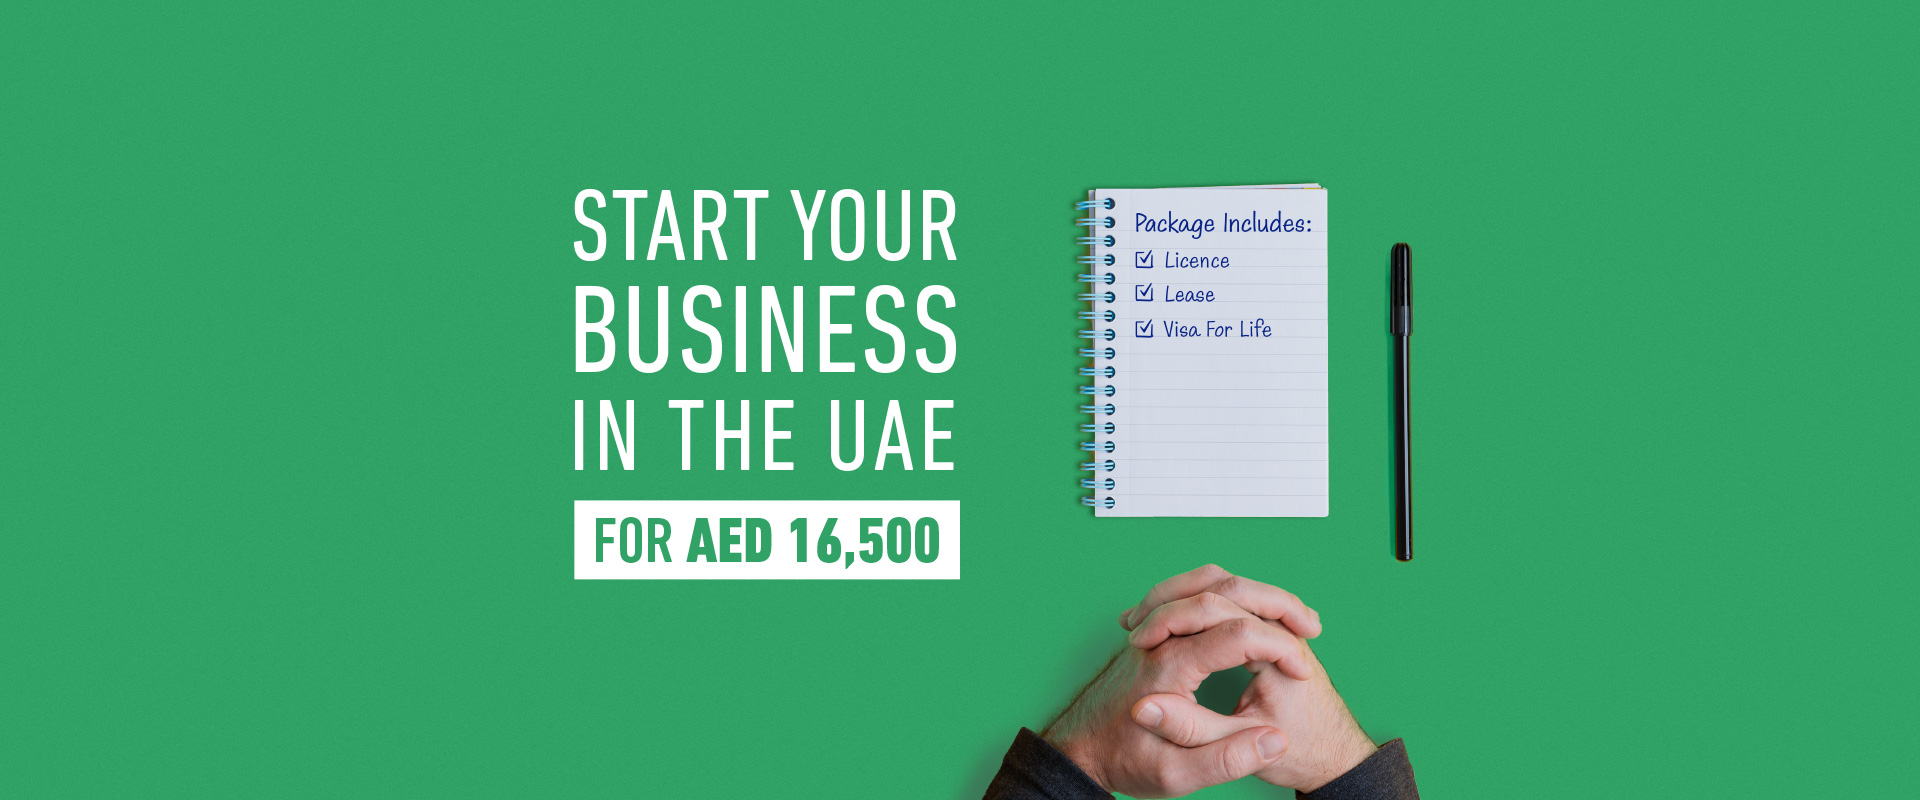 START YOUR
BUSINESS
IN THE UAE
FOR AED 16,500
Package Includes:
Licence
Lease
Visa For Life